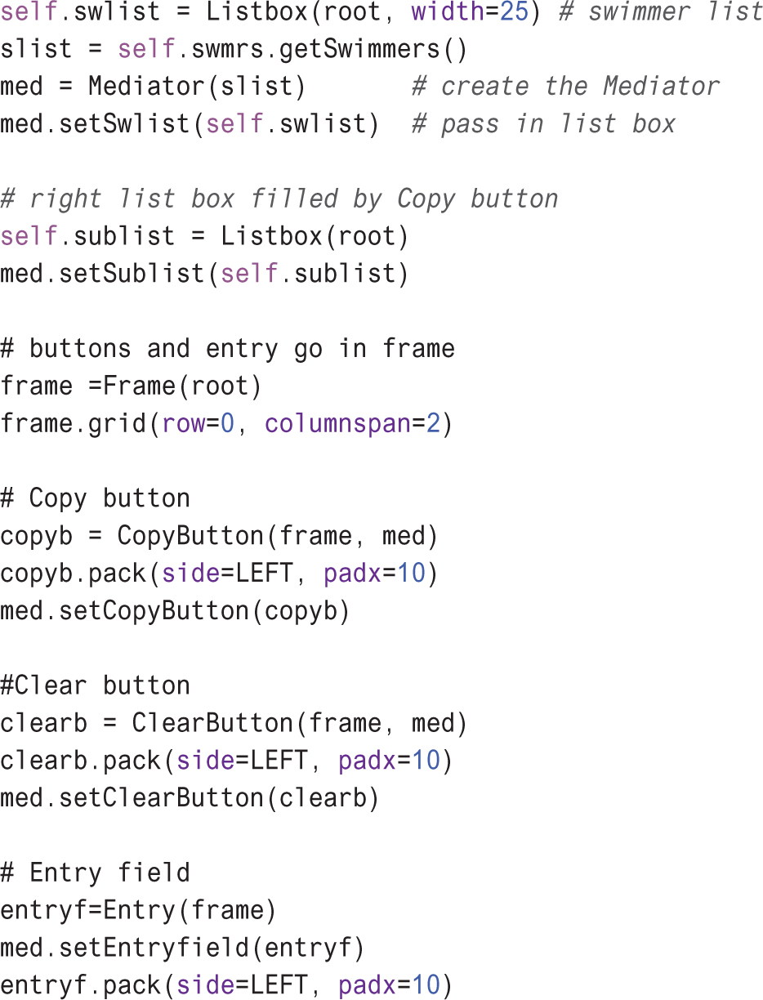 self.swlist = Listbox(root, width=25) # swimmer list
slist = self.swmrs.getSwimmers()
med = Mediator(slist)       # create the Mediator
med.setSwlist(self.swlist)  # pass in list box

# right list box filled by Copy button
self.sublist = Listbox(root)
med.setSublist(self.sublist)

# buttons and entry go in frame
frame =Frame(root)
frame.grid(row=0, columnspan=2)

# Copy button
copyb = CopyButton(frame, med)
copyb.pack(side=LEFT, padx=10)
med.setCopyButton(copyb)

#Clear button
clearb = ClearButton(frame, med)
clearb.pack(side=LEFT, padx=10)
med.setClearButton(clearb)

# Entry field
entryf=Entry(frame)
med.setEntryfield(entryf)
entryf.pack(side=LEFT, padx=10)